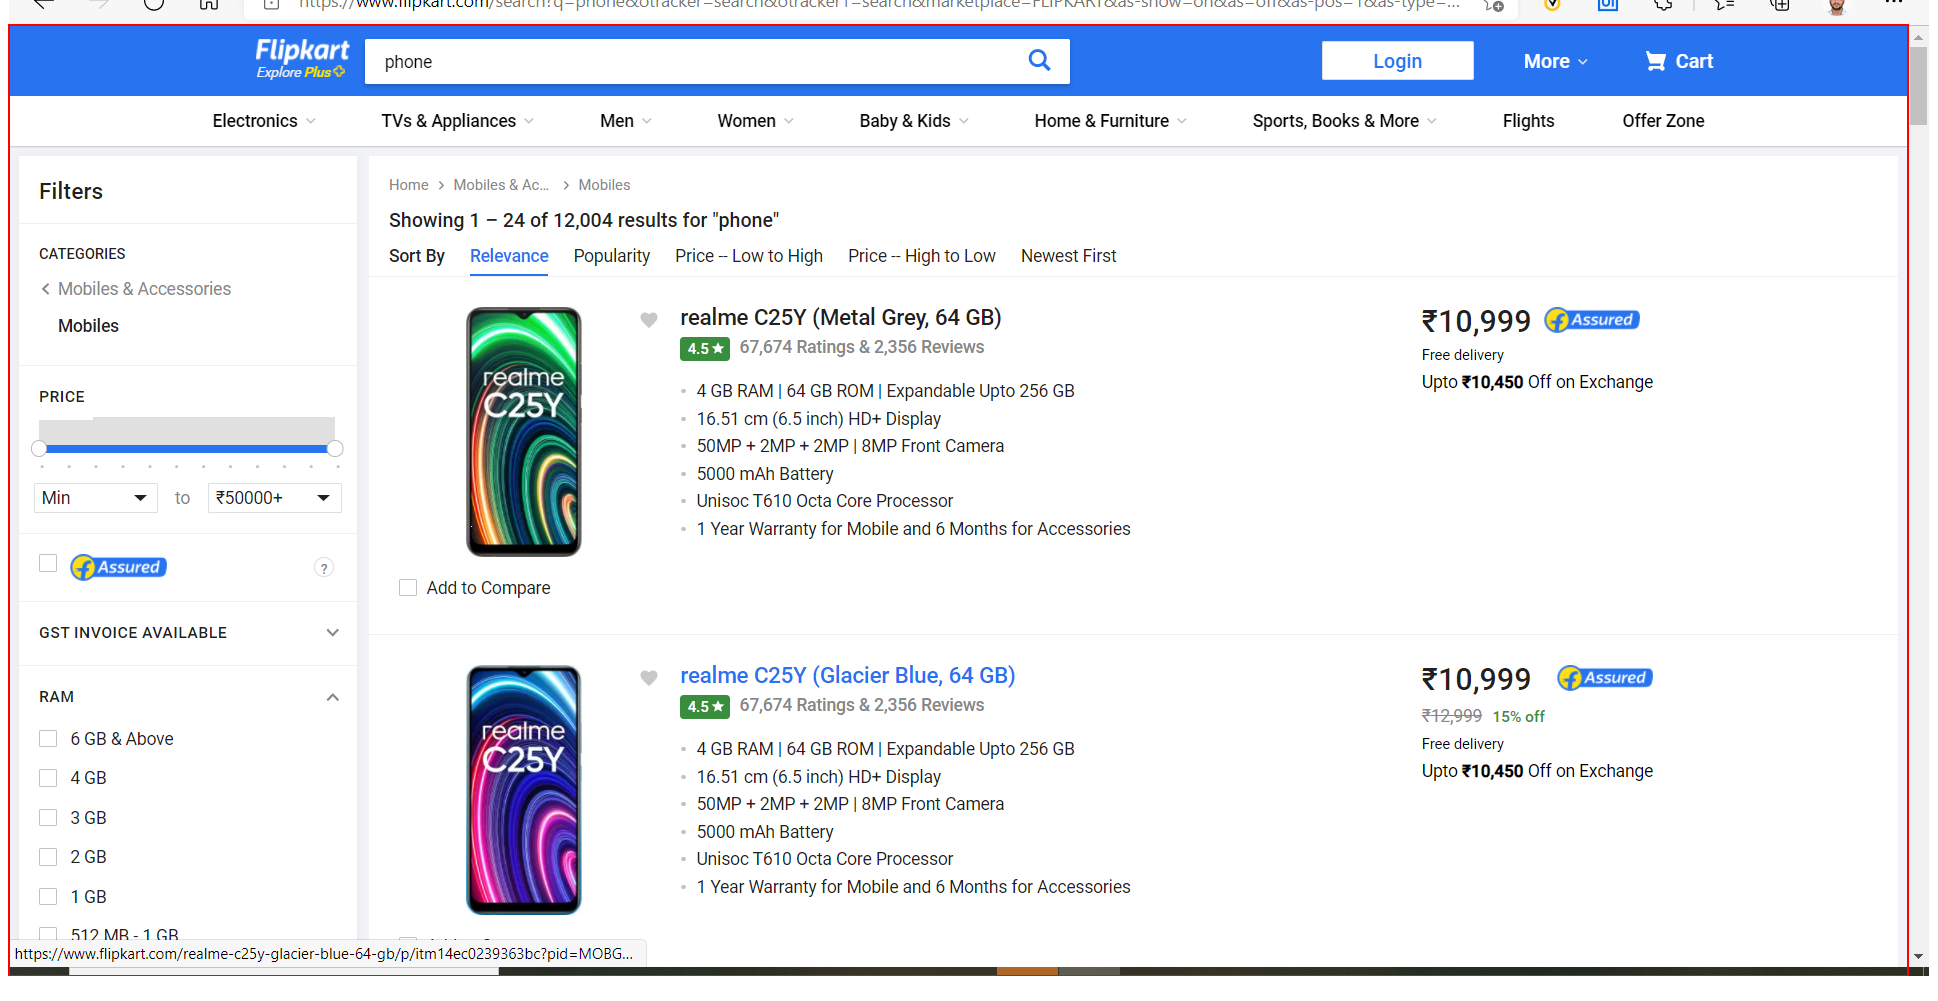 https://www.flipkart.com/search?q=phone&otracker=search&otracker1=search&marketplace=FLIPKART&as-show=on&as=off&as-pos=1&as-type=...
Flipkart
Explore Plus
phone
Login
More
Cart
Electronics
TVs & Appliances
Men
Women
Baby & Kids
Home & Furniture
Sports, Books & More
Flights
Offer Zone
Filters
CATEGORIES
Mobiles & Accessories
Mobiles
PRICE
Min to ₹50000+
f Assured ?
GST INVOICE AVAILABLE
RAM
6 GB & Above
4 GB
3 GB
2 GB
1 GB
512 MB - 1 GB
Home > Mobiles & Ac... > Mobiles
Showing 1 – 24 of 12,004 results for "phone"
Sort By Relevance Popularity Price -- Low to High Price -- High to Low Newest First
realme
C25Y
Add to Compare
realme C25Y (Metal Grey, 64 GB)
4.5★ 67,674 Ratings & 2,356 Reviews
4 GB RAM | 64 GB ROM | Expandable Upto 256 GB
16.51 cm (6.5 inch) HD+ Display
50MP + 2MP + 2MP | 8MP Front Camera
5000 mAh Battery
Unisoc T610 Octa Core Processor
1 Year Warranty for Mobile and 6 Months for Accessories
₹10,999 f Assured
Free delivery
Upto ₹10,450 Off on Exchange
realme
C25Y
realme C25Y (Glacier Blue, 64 GB)
4.5★ 67,674 Ratings & 2,356 Reviews
4 GB RAM | 64 GB ROM | Expandable Upto 256 GB
16.51 cm (6.5 inch) HD+ Display
50MP + 2MP + 2MP | 8MP Front Camera
5000 mAh Battery
Unisoc T610 Octa Core Processor
1 Year Warranty for Mobile and 6 Months for Accessories
₹10,999 f Assured
₹12,999 15% off
Free delivery
Upto ₹10,450 Off on Exchange
https://www.flipkart.com/realme-c25y-glacier-blue-64-gb/p/itm14ec0239363bc?pid=MOBG...